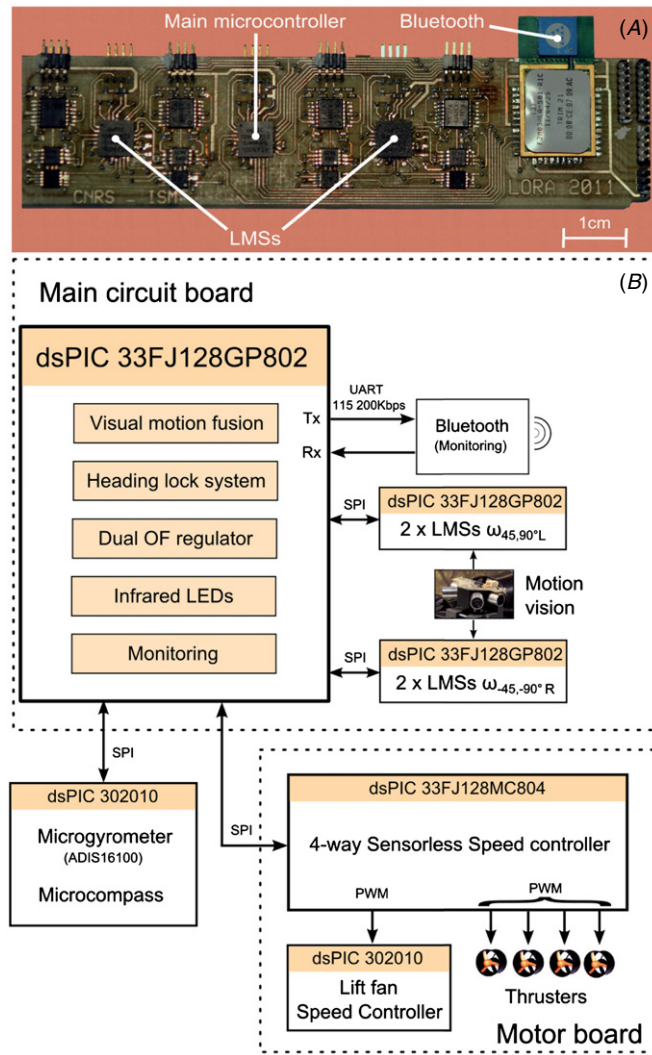 Main microcontroller
Bluetooth
(A)
CNRS _ ISM
LORA 2011
LMSs
1cm
(B)
Main circuit board
dsPIC 33FJ128GP802
Visual motion fusion
Heading lock system
Dual OF regulator
Infrared LEDs
Monitoring
Tx
UART
115 200Kbps
Rx
Bluetooth
(Monitoring)
SPI
dsPIC 33FJ128GP802
2 x LMSs ω45,90°L
Motion
vision
SPI
dsPIC 33FJ128GP802
2 x LMSs ω-45,-90° R
SPI
dsPIC 302010
Microgyrometer
(ADIS16100)
Microcompass
SPI
dsPIC 33FJ128MC804
4-way Sensorless Speed controller
PWM
PWM
dsPIC 302010
Lift fan
Speed Controller
Thrusters
Motor board